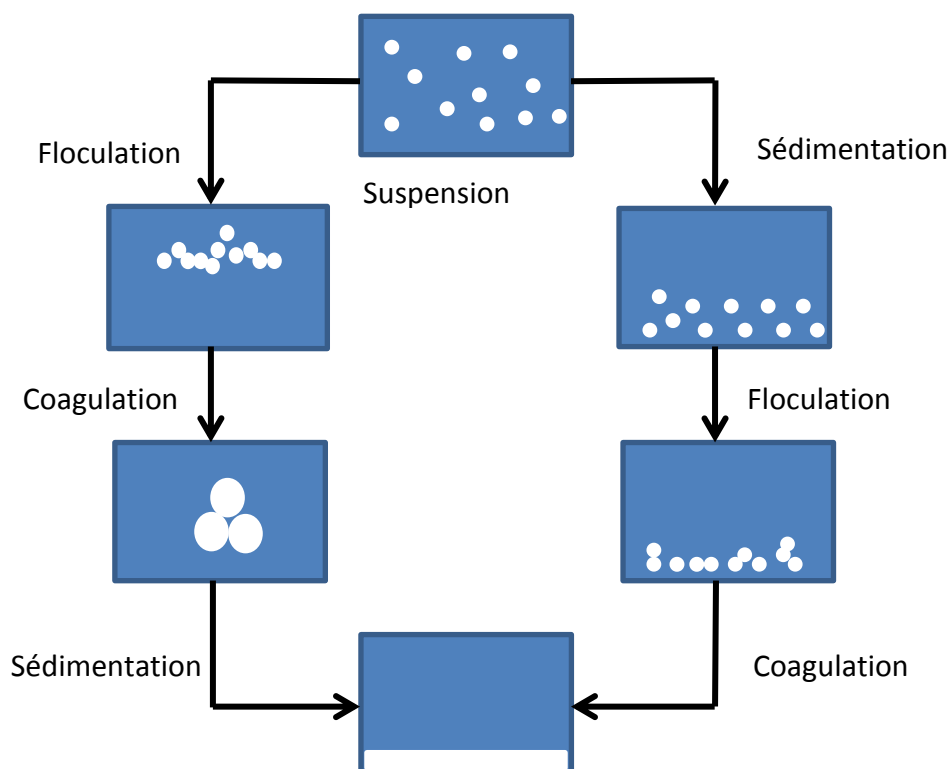 Floculation
Sédimentation
Suspension
Coagulation
Floculation
Sédimentation
Coagulation